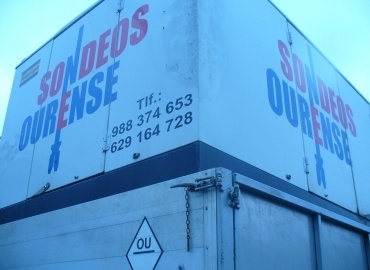 SONDEOS
OURENSE
Tlf.:
988 374 653
629 164 728
OU
SONDEOS
OURENSE